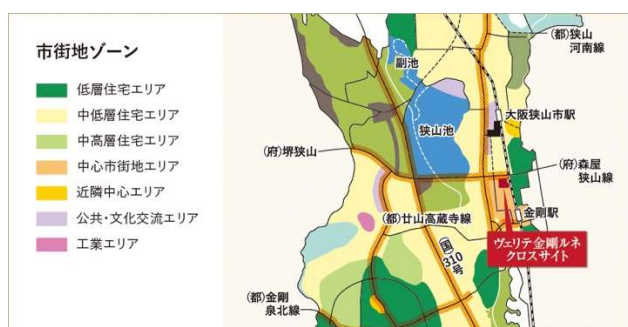 市街地ゾーン
低層住宅エリア
中低層住宅エリア
中高層住宅エリア
中心市街地エリア
近隣中心エリア
公共・文化交流エリア
工業エリア
(都)狭山
河南線
副池
大阪狭山市駅
狭山池
(府)堺狭山
(府)森屋
狭山線
(都)廿山高蔵寺線
金剛駅
ヴェリテ金剛ルネ
クロスサイト
(国)310号
(都)金剛
泉北線